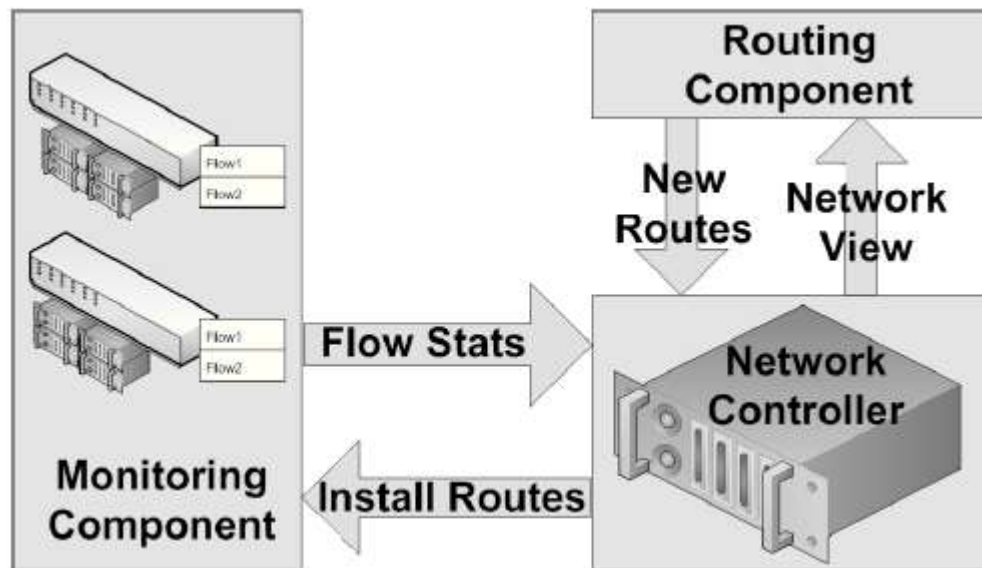 Flow1
Flow2
Flow1
Flow2
Monitoring
Component
Flow Stats
Install Routes
Routing
Component
New
Routes
Network
View
Network
Controller